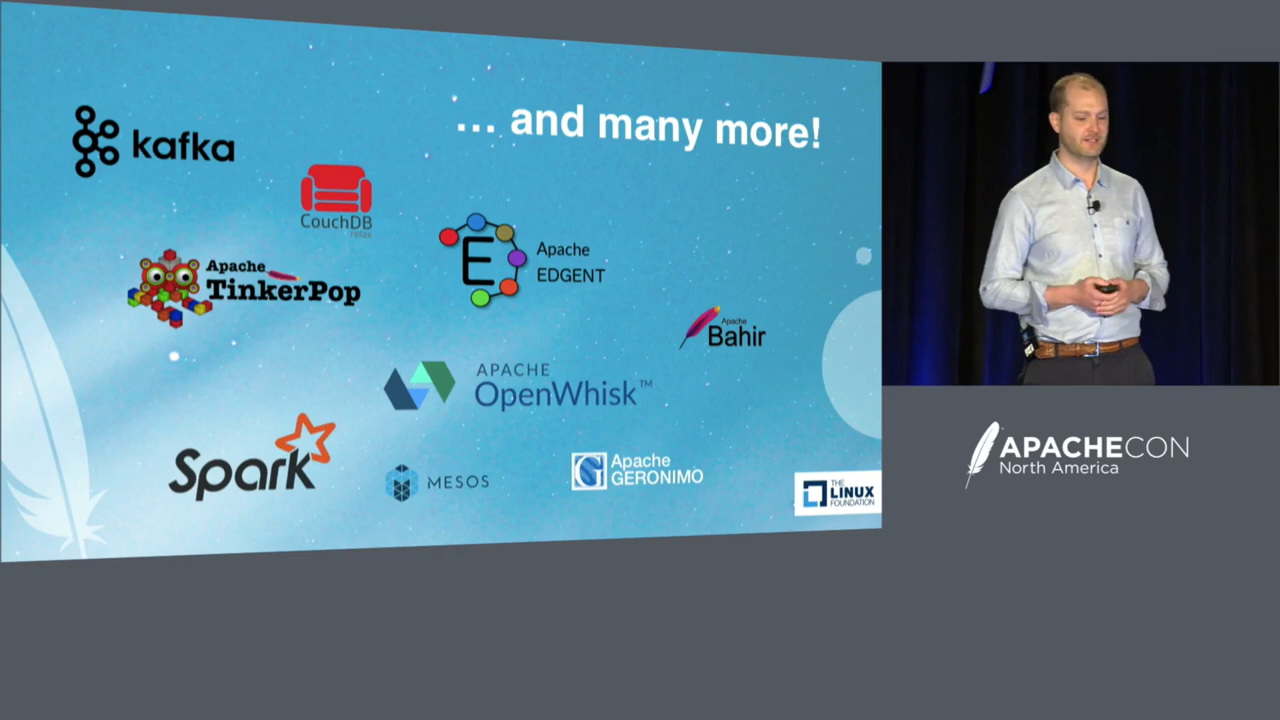 ... and many more!
kafka
CouchDB
relax
Apache
TinkerPop
E
Apache
EDGENT
Apache
Bahir
APACHE
OpenWhisk™
Spark
MESOS
G
Apache
GERONIMO
THE
LINUX
FOUNDATION
APACHECON
North America